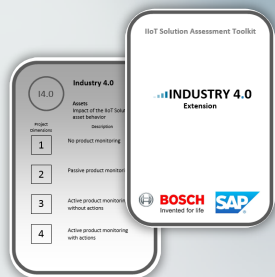 IIoT Solution Assessment Toolkit
INDUSTRY 4.0
Extension
BOSCH
Invented for life
SAP
I4.0
Industry 4.0
Assets
Impact of the IIoT
asset behavior
Project
Dimensions
Description
1
No product monitoring
2
Passive product
3
Active product monitoring
without actions
4
Active product monitoring
with actions